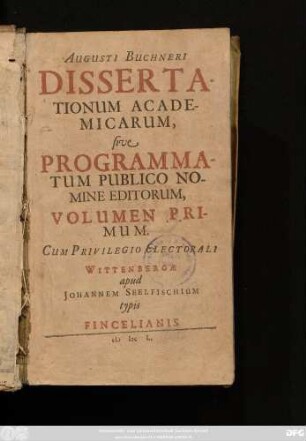 AUGUSTI BUCHNERI
DISSERTA-
TIONUM ACADE-
MICARUM,
sive
PROGRAMMA-
TUM PUBLICO NO-
MINE EDITORUM,
VOLUMEN PRI-
MUM.
CUM PRIVILEGIO ELECTORALI
WITTENBERGÆ
apud
JOHANNEM SEELFISCHIUM
typis
FINCELIANIS